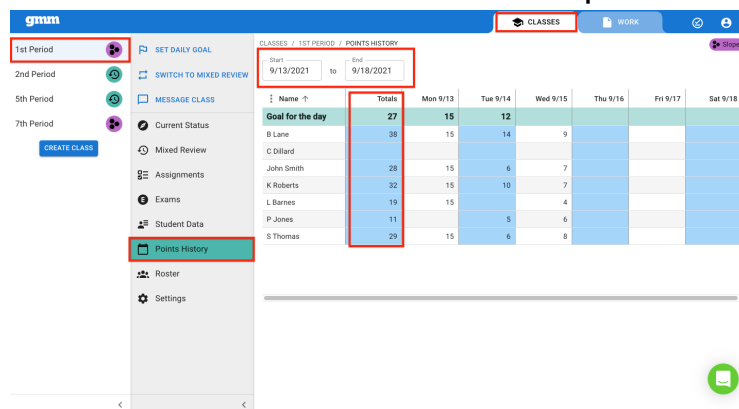 gmm
CLASSES
WORK
1st Period
2nd Period
5th Period
7th Period
CREATE CLASS
SET DAILY GOAL
SWITCH TO MIXED REVIEW
MESSAGE CLASS
Current Status
Mixed Review
Assignments
Exams
Student Data
Points History
Roster
Settings
CLASSES / 1ST PERIOD / POINTS HISTORY
Slope
Start End
9/13/2021 to 9/18/2021
Name ↑ Totals Mon 9/13 Tue 9/14 Wed 9/15 Thu 9/16 Fri 9/17 Sat 9/18
Goal for the day 27 15 12
B Lane 38 15 14 9
C Dillard
John Smith 28 15 6 7
K Roberts 32 15 10 7
L Barnes 19 15 4
P Jones 11 5 6
S Thomas 29 15 6 8